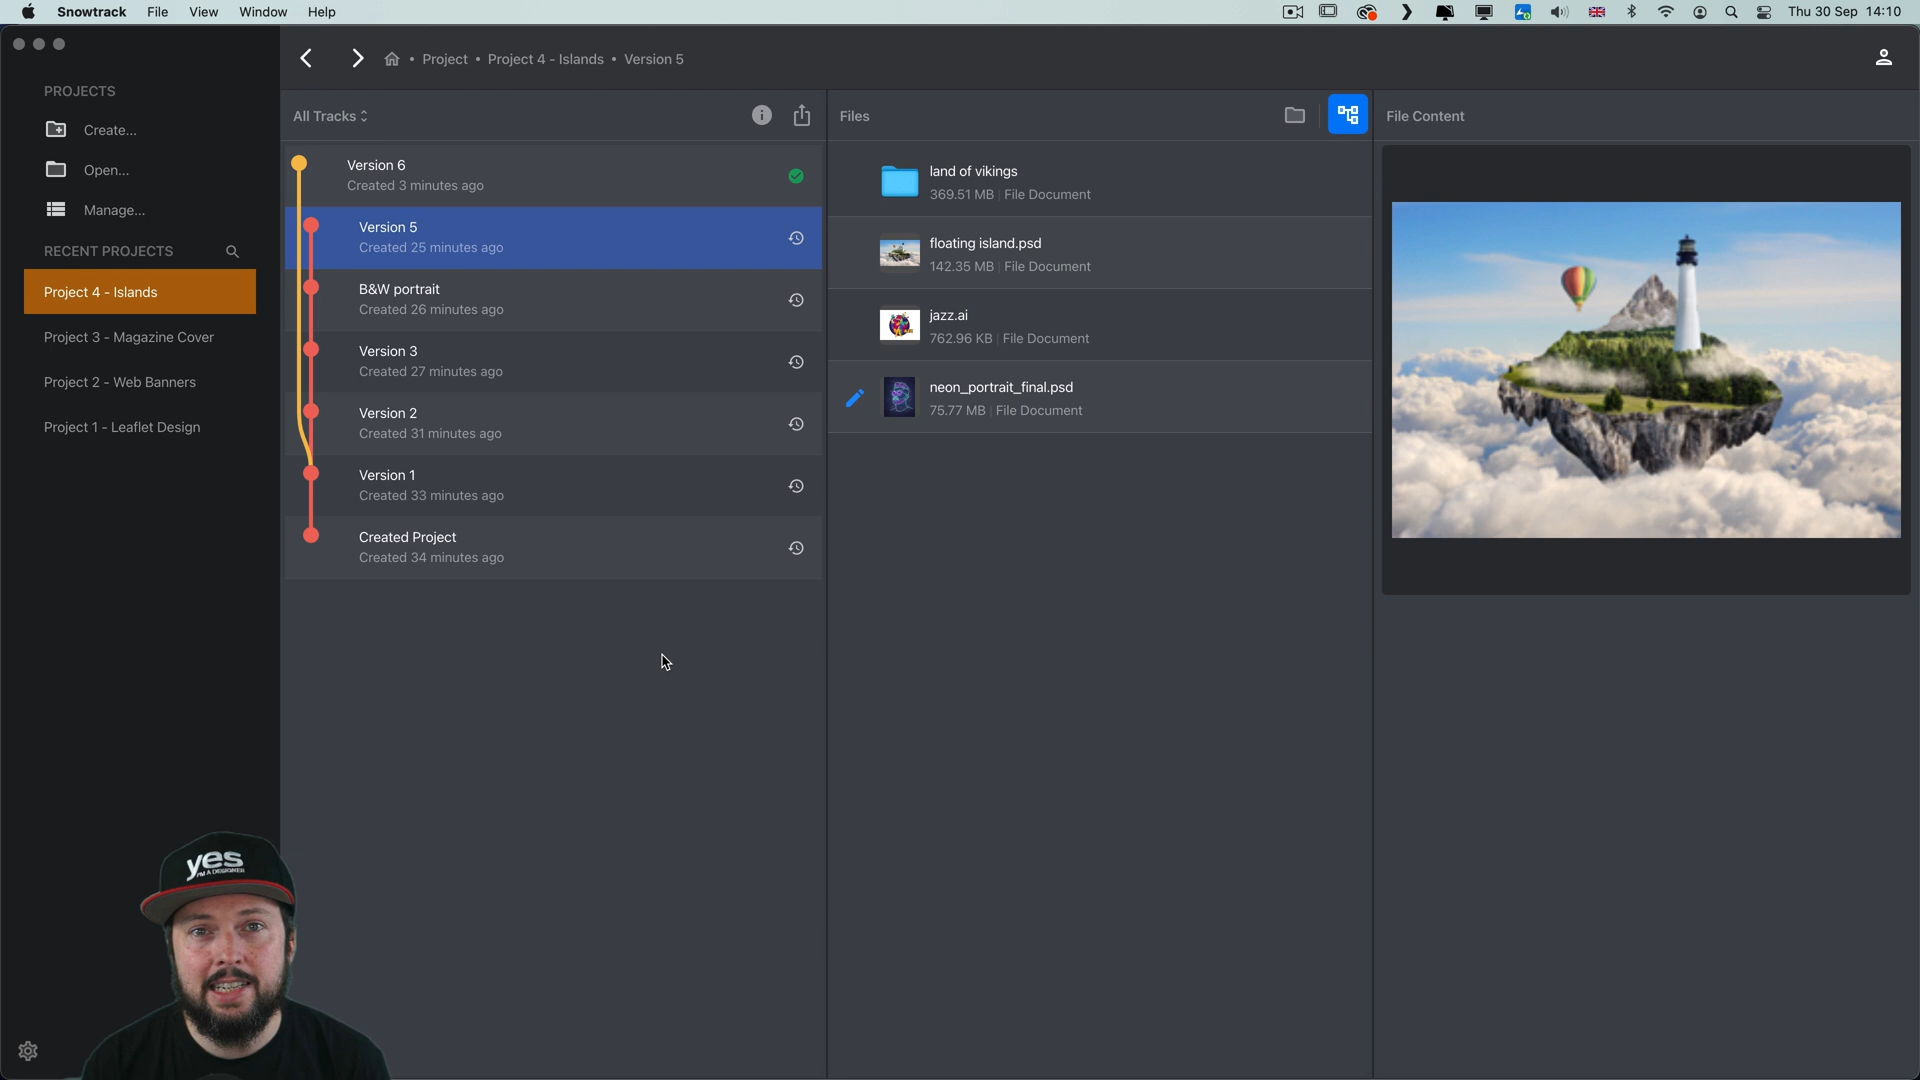 Snowtrack File View Window Help
Thu 30 Sep 14:10
Project • Project 4 - Islands • Version 5
PROJECTS
Create...
Open...
Manage...
RECENT PROJECTS
Project 4 - Islands
Project 3 - Magazine Cover
Project 2 - Web Banners
Project 1 - Leaflet Design
All Tracks
Version 6
Created 3 minutes ago
Version 5
Created 25 minutes ago
B&W portrait
Created 26 minutes ago
Version 3
Created 27 minutes ago
Version 2
Created 31 minutes ago
Version 1
Created 33 minutes ago
Created Project
Created 34 minutes ago
Files
land of vikings
369.51 MB | File Document
floating island.psd
142.35 MB | File Document
jazz.ai
762.96 KB | File Document
neon_portrait_final.psd
75.77 MB | File Document
File Content
yes
I'M A DESIGNER